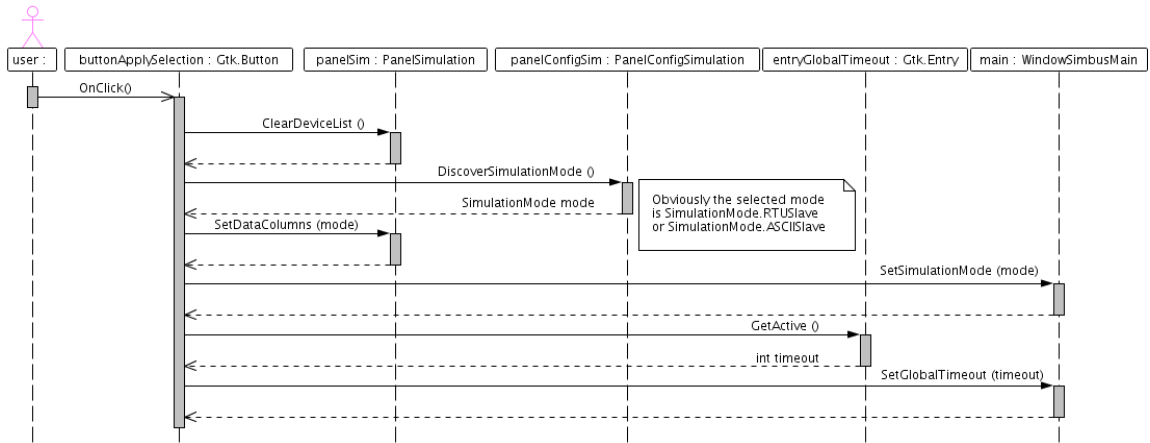 user :
buttonApplySelection : Gtk.Button
panelSim : PanelSimulation
panelConfigSim : PanelConfigSimulation
entryGlobalTimeout : Gtk.Entry
main : WindowSimbusMain
OnClick()
ClearDeviceList ()
DiscoverSimulationMode ()
Obviously the selected mode
is SimulationMode.RTUSlave
or SimulationMode.ASCIISlave
SimulationMode mode
SetDataColumns (mode)
SetSimulationMode (mode)
GetActive ()
int timeout
SetGlobalTimeout (timeout)